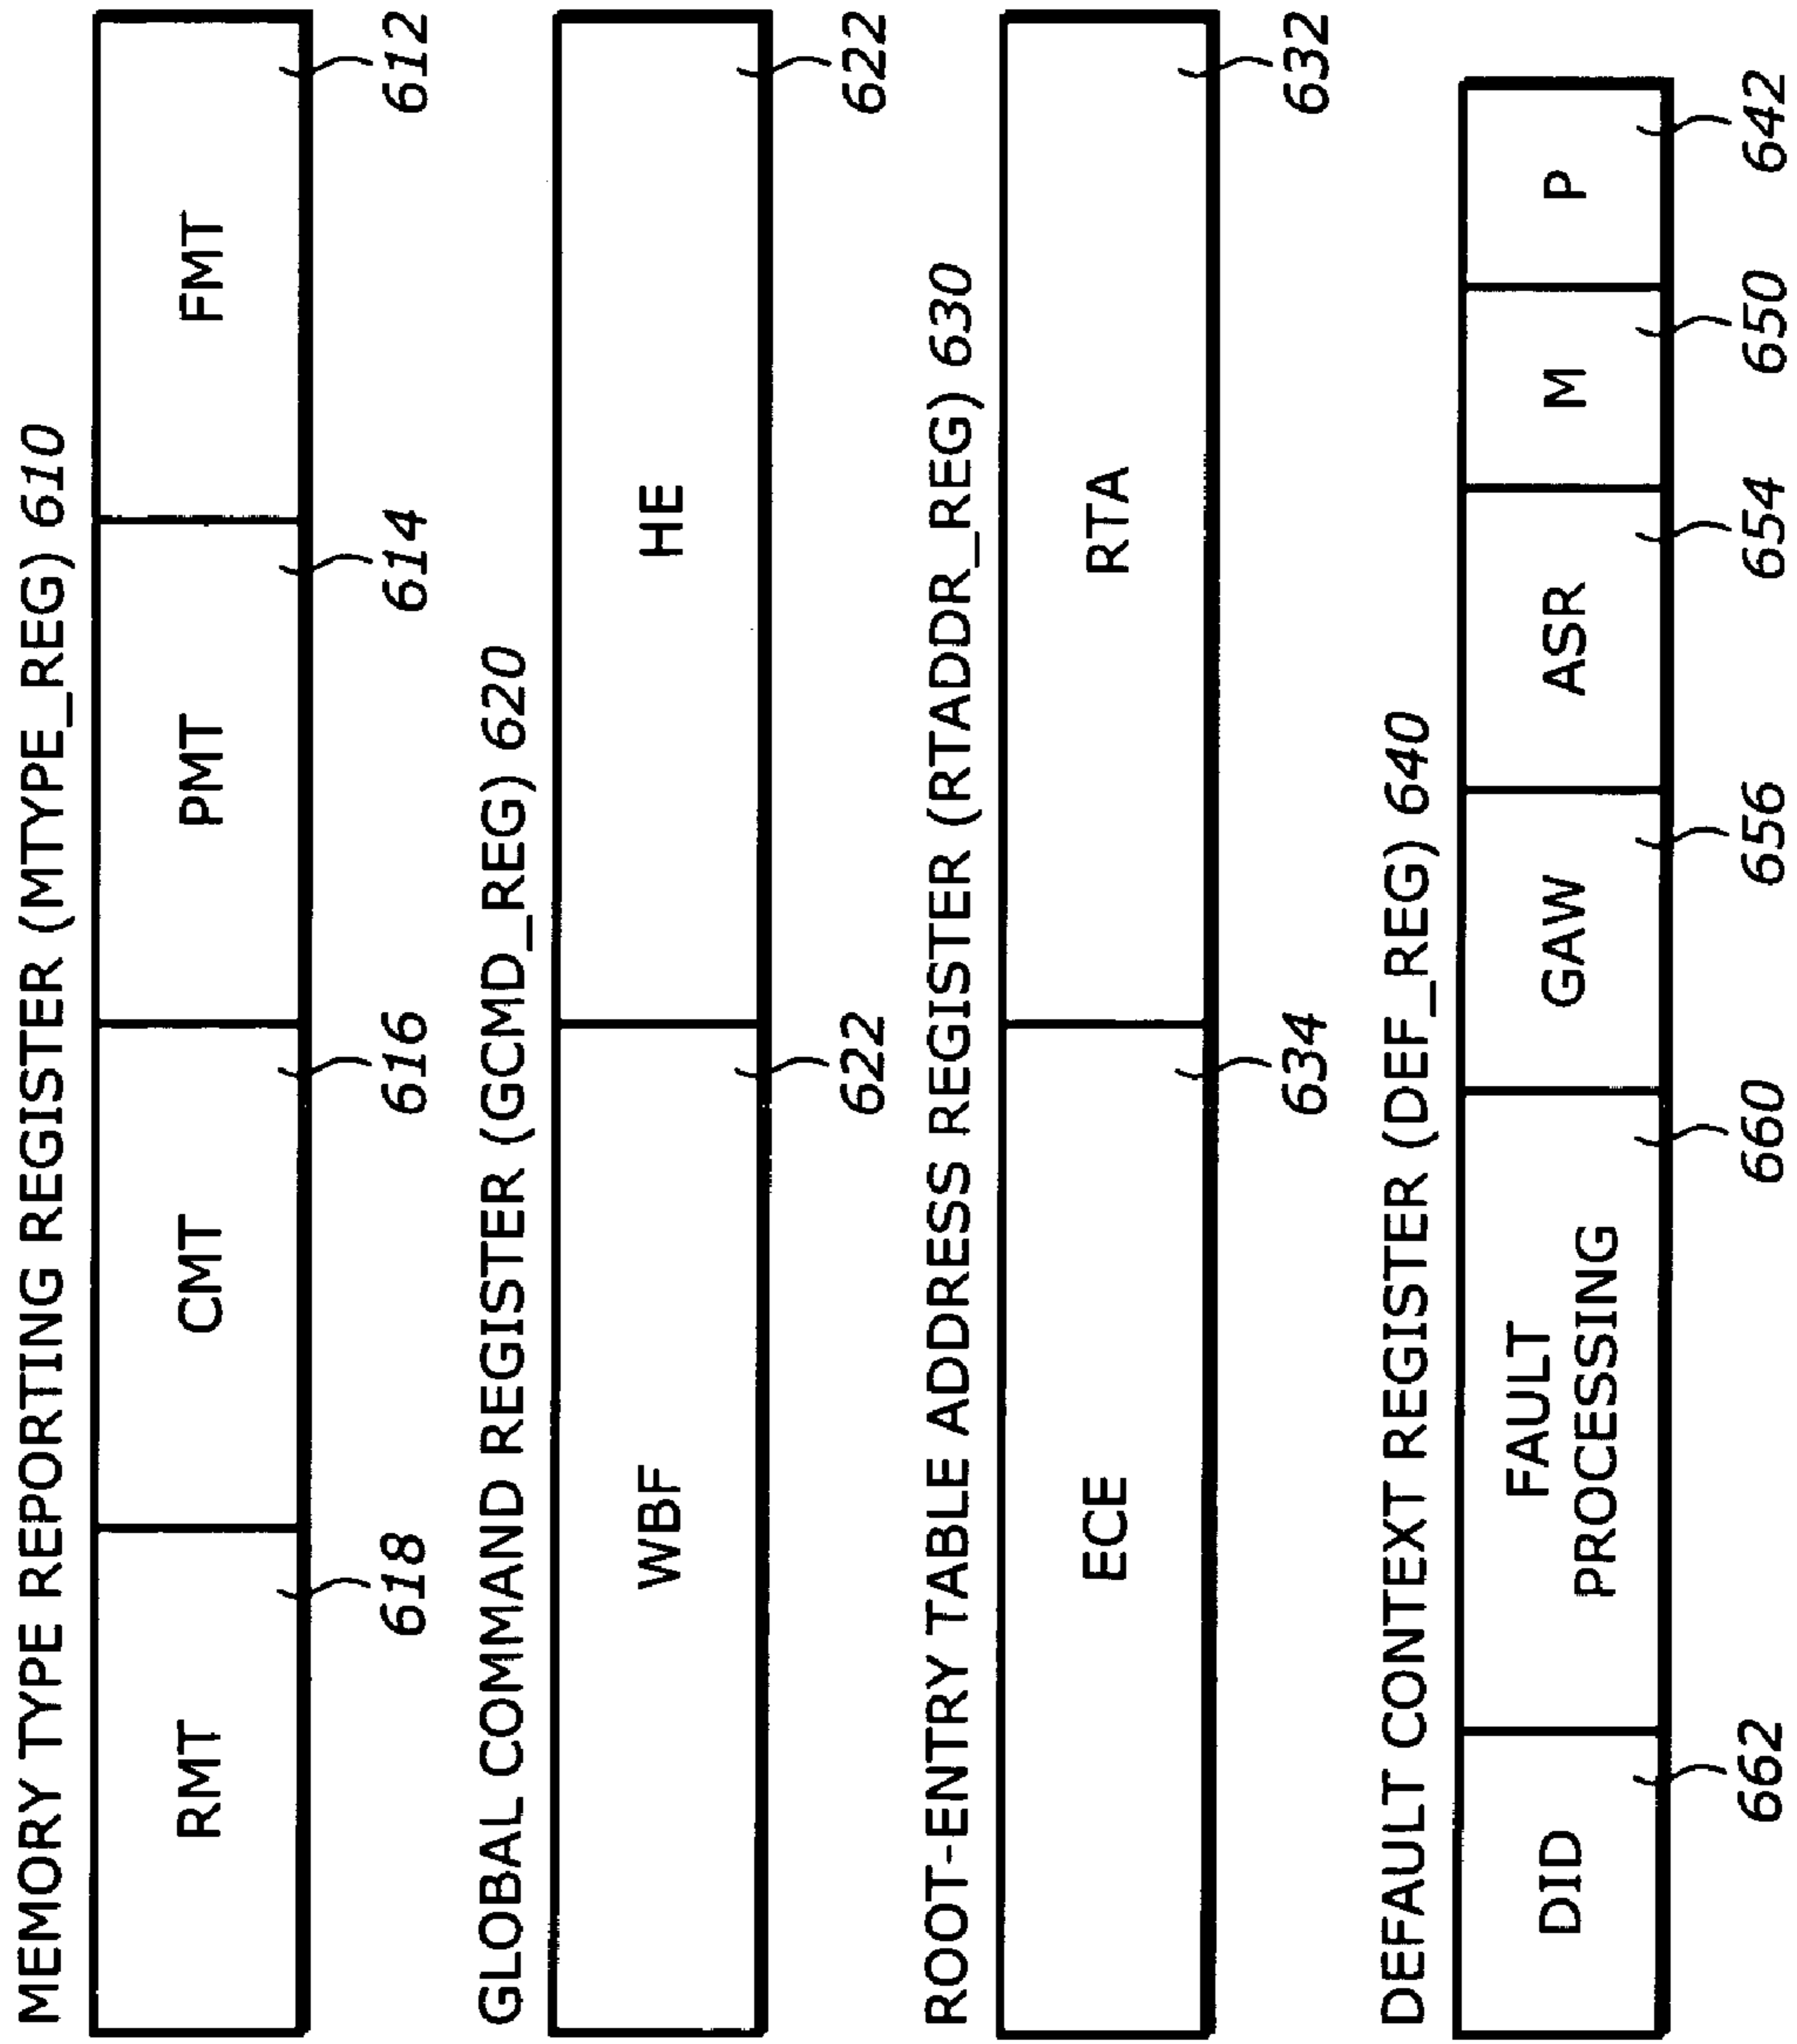 MEMORY TYPE REPORTING REGISTER (MTYPE_REG) 610
RMT CMT PMT FMT
618 616 614 612
GLOBAL COMMAND REGISTER (GCMD_REG) 620
WBF HE
622 622
ROOT-ENTRY TABLE ADDRESS REGISTER (RTADDR_REG) 630
ECE RTA
634 632
DEFAULT CONTEXT REGISTER (DEF_REG) 640
DID FAULT PROCESSING GAW ASR M P
662 660 656 654 650 642